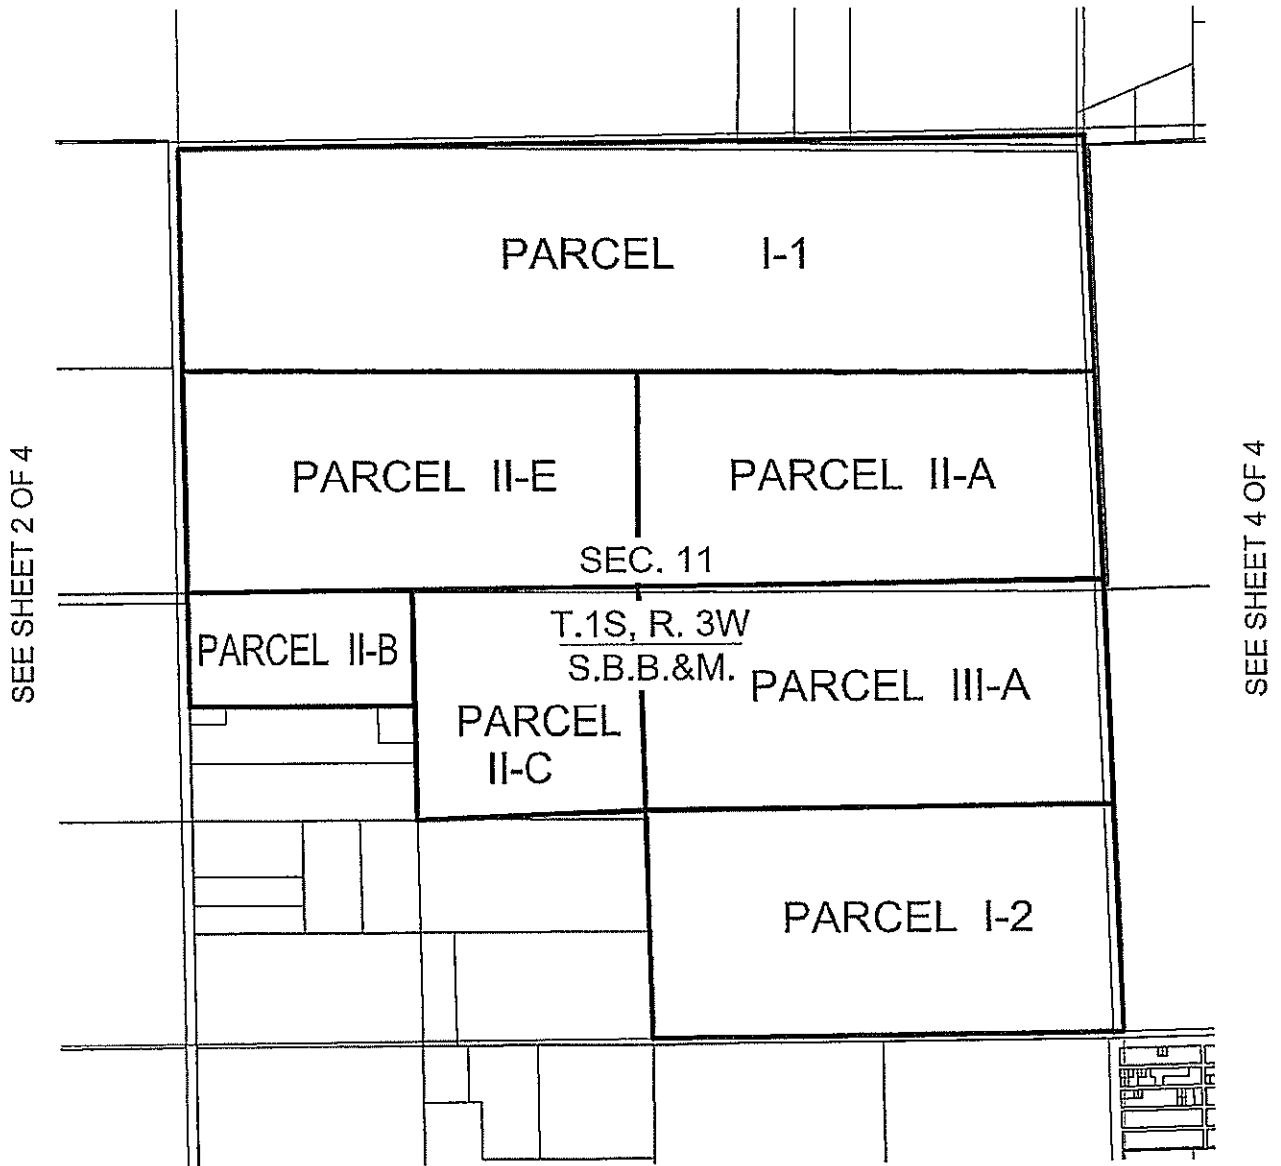 PARCEL I-1
SEE SHEET 2 OF 4
PARCEL II-E
PARCEL II-A
SEE SHEET 4 OF 4
SEC. 11
T.1S, R. 3W
S.B.B.&M.
PARCEL II-B
PARCEL III-A
PARCEL
II-C
PARCEL I-2